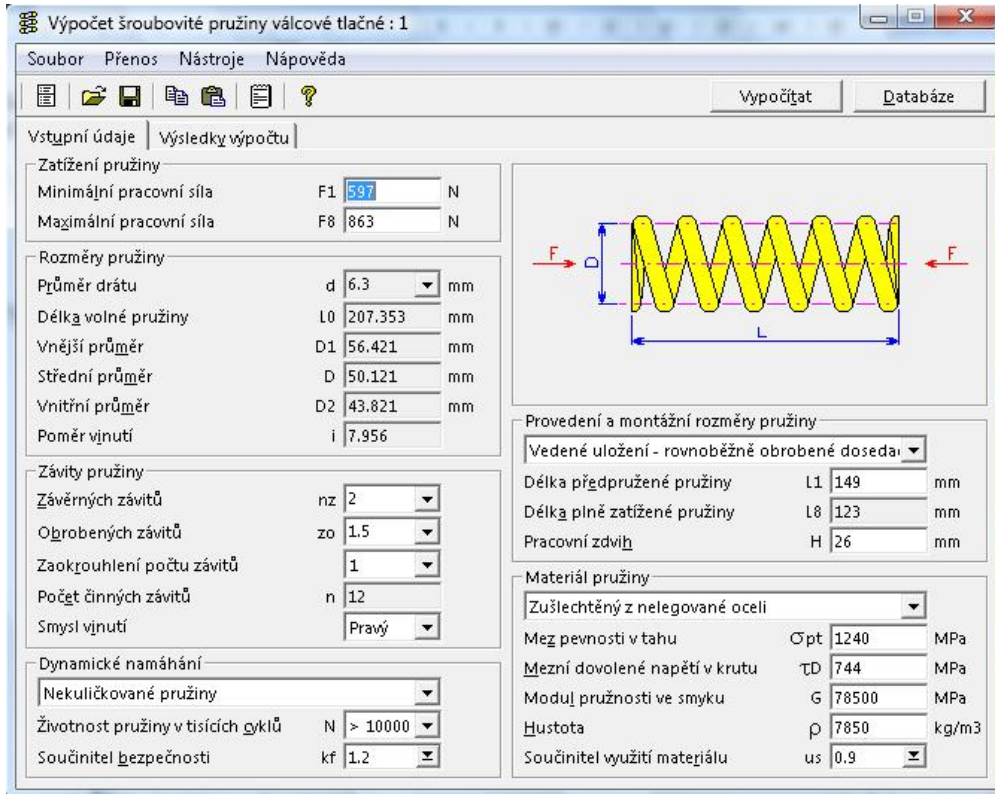 Výpočet šroubovité pružiny válcové tlačné : 1
Soubor Přenos Nástroje Nápověda
Vypočítat Databáze
Vstupní údaje Výsledky výpočtu
Zatížení pružiny
Minimální pracovní síla F1 597 N
Maximální pracovní síla F8 863 N
Rozměry pružiny
Průměr drátu d 6.3 mm
Délka volné pružiny L0 207.353 mm
Vnější průměr D1 56.421 mm
Střední průměr D 50.121 mm
Vnitřní průměr D2 43.821 mm
Poměr vinutí i 7.956
Závity pružiny
Závěrných závitů nz 2
Obrobených závitů zo 1.5
Zaokrouhlení počtu závitů 1
Počet činných závitů n 12
Smysl vinutí Pravý
Dynamické namáhání
Nekuličkované pružiny
Životnost pružiny v tisících cyklů N > 10000
Součinitel bezpečnosti kf 1.2
F D F
L
Provedení a montážní rozměry pružiny
Vedené uložení - rovnoběžně obrobené dosedac
Délka předpružené pružiny L1 149 mm
Délka plně zatížené pružiny L8 123 mm
Pracovní zdvih H 26 mm
Materiál pružiny
Zušlechtěný z nelegované oceli
Mez pevnosti v tahu σpt 1240 MPa
Mezní dovolené napětí v krutu τD 744 MPa
Modul pružnosti ve smyku G 78500 MPa
Hustota ρ 7850 kg/m3
Součinitel využití materiálu us 0.9